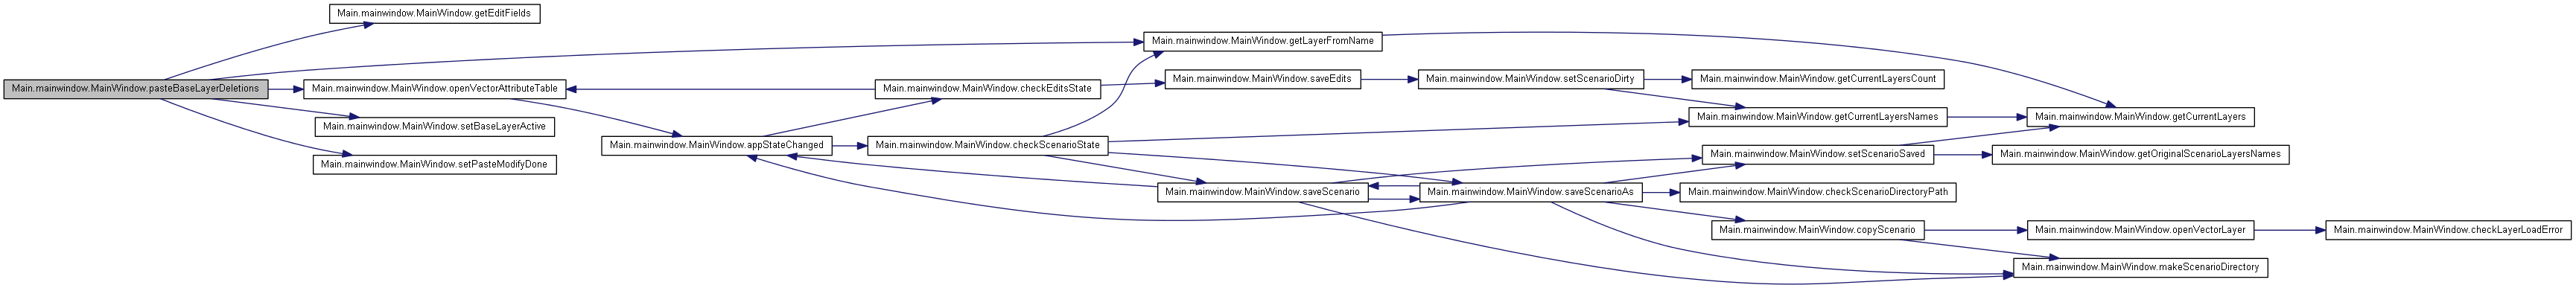 Main.mainwindow.MainWindow.pasteBaseLayerDeletions
Main.mainwindow.MainWindow.getEditFields
Main.mainwindow.MainWindow.openVectorAttributeTable
Main.mainwindow.MainWindow.setBaseLayerActive
Main.mainwindow.MainWindow.setPasteModifyDone
Main.mainwindow.MainWindow.appStateChanged
Main.mainwindow.MainWindow.checkEditsState
Main.mainwindow.MainWindow.checkScenarioState
Main.mainwindow.MainWindow.getLayerFromName
Main.mainwindow.MainWindow.saveEdits
Main.mainwindow.MainWindow.saveScenario
Main.mainwindow.MainWindow.setScenarioDirty
Main.mainwindow.MainWindow.saveScenarioAs
Main.mainwindow.MainWindow.getCurrentLayersCount
Main.mainwindow.MainWindow.getCurrentLayersNames
Main.mainwindow.MainWindow.setScenarioSaved
Main.mainwindow.MainWindow.checkScenarioDirectoryPath
Main.mainwindow.MainWindow.copyScenario
Main.mainwindow.MainWindow.getCurrentLayers
Main.mainwindow.MainWindow.getOriginalScenarioLayersNames
Main.mainwindow.MainWindow.openVectorLayer
Main.mainwindow.MainWindow.makeScenarioDirectory
Main.mainwindow.MainWindow.checkLayerLoadError